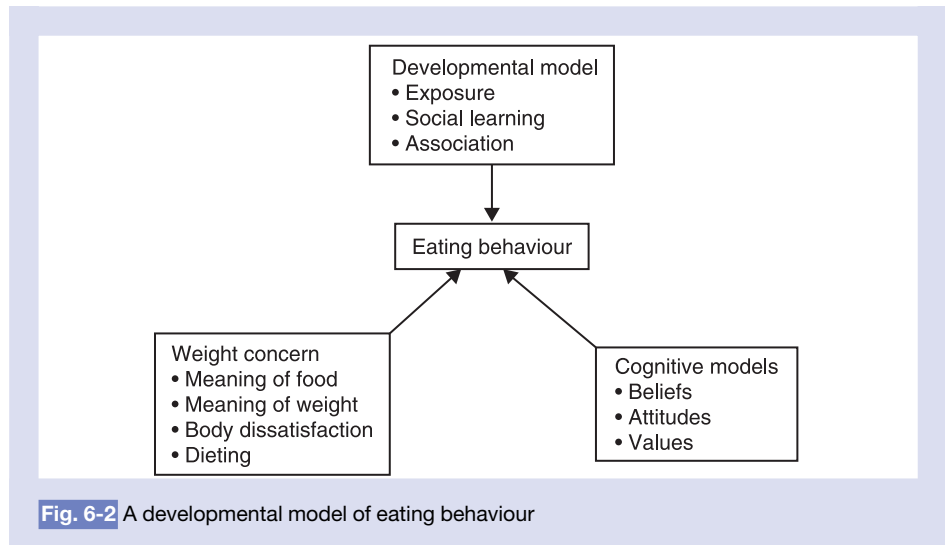 Developmental model
• Exposure
• Social learning
• Association
Eating behaviour
Weight concern
• Meaning of food
• Meaning of weight
• Body dissatisfaction
• Dieting
Cognitive models
• Beliefs
• Attitudes
• Values
Fig. 6-2 A developmental model of eating behaviour